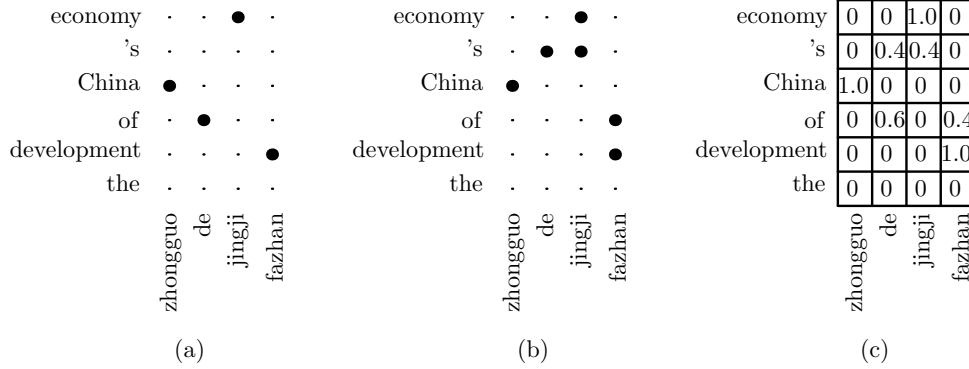 economy
's
China
of
development
the
zhongguo
de
jingji
fazhan
(a)
economy
's
China
of
development
the
zhongguo
de
jingji
fazhan
(b)
economy 0 0 1.0 0
's 0 0.4 0.4 0
China 1.0 0 0 0
of 0 0.6 0 0.4
development 0 0 0 1.0
the 0 0 0 0
zhongguo
de
jingji
fazhan
(c)